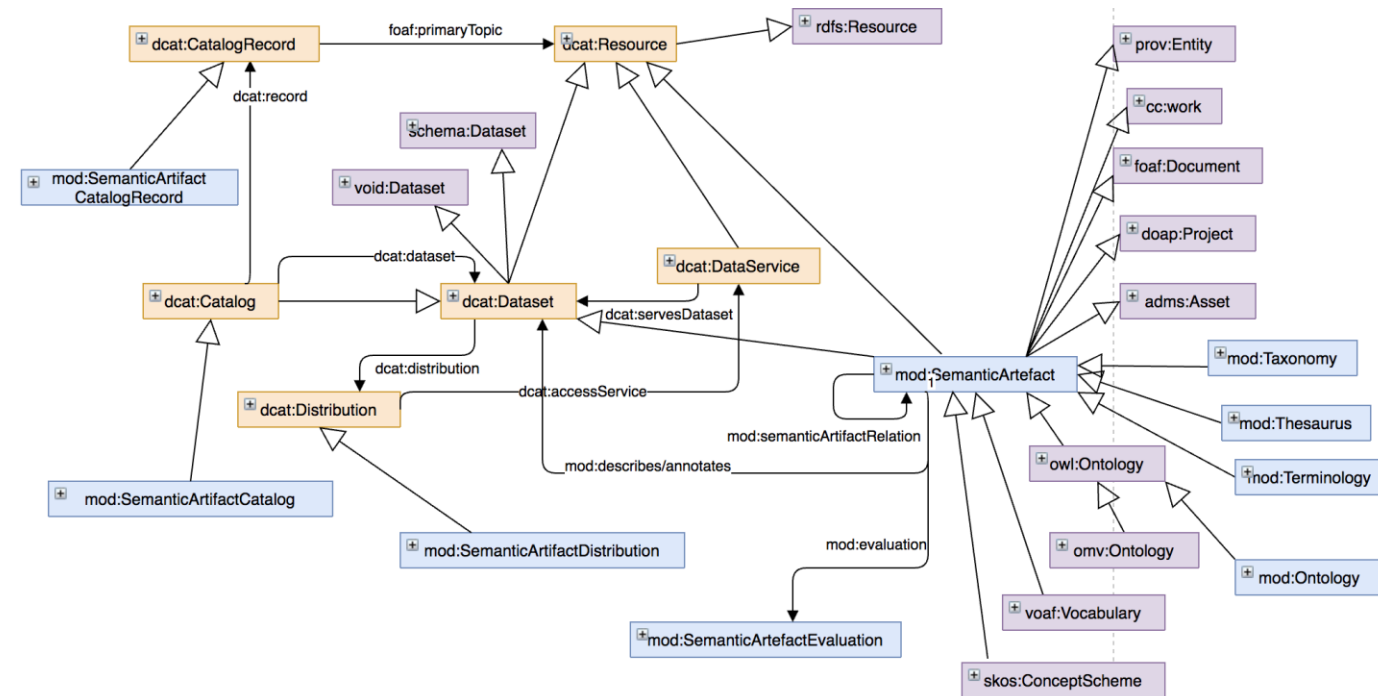 foaf:primaryTopic
rdfs:Resource
dcat:CatalogRecord
dcat:Resource
prov:Entity
dcat:record
cc:work
schema:Dataset
foaf:Document
mod:SemanticArtifact
CatalogRecord
void:Dataset
doap:Project
dcat:dataset
dcat:DataService
dcat:Catalog
dcat:Dataset
adms:Asset
dcat:servesDataset
mod:Taxonomy
dcat:distribution
mod:SemanticArtefact
1
dcat:accessService
dcat:Distribution
mod:Thesaurus
mod:semanticArtifactRelation
mod:describes/annotates
owl:Ontology
mod:Terminology
mod:SemanticArtifactCatalog
mod:evaluation
mod:SemanticArtifactDistribution
omv:Ontology
mod:Ontology
voaf:Vocabulary
mod:SemanticArtefactEvaluation
skos:ConceptScheme